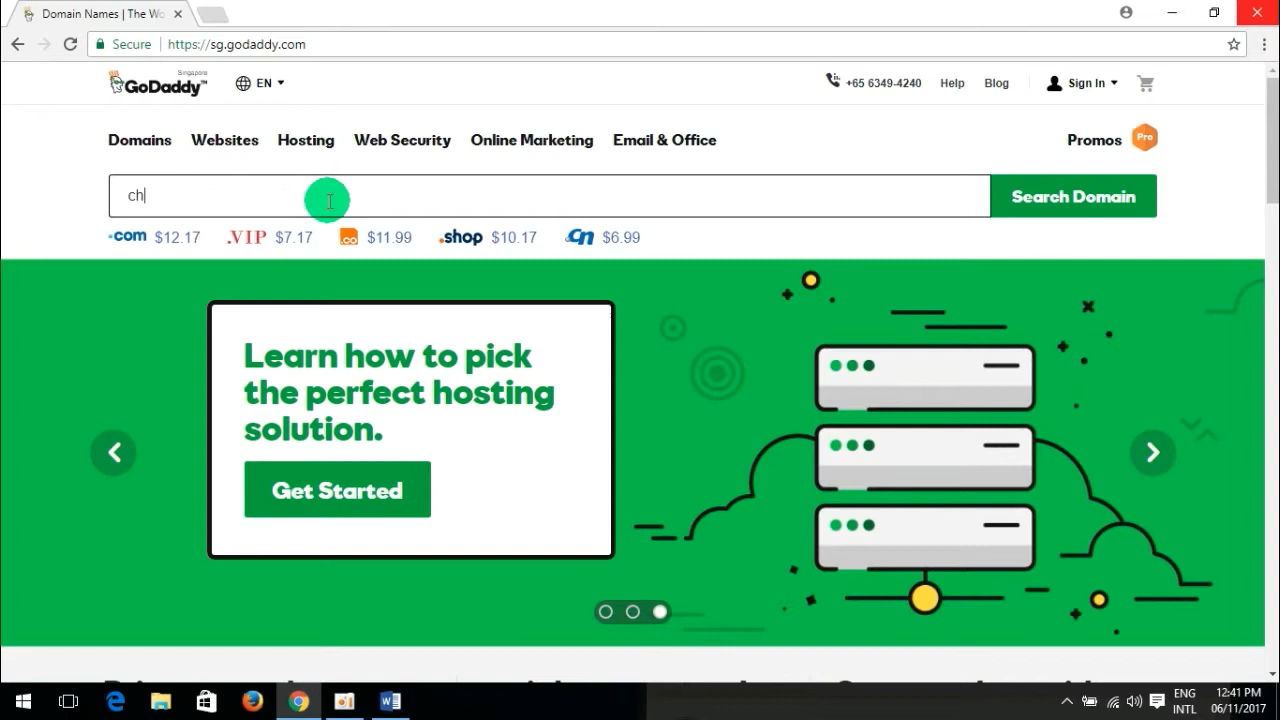 Domain Names | The Wo
Secure
https://sg.godaddy.com
Singapore
GoDaddy™
EN
+65 6349-4240
Help
Blog
Sign In
Domains
Websites
Hosting
Web Security
Online Marketing
Email & Office
Promos
Pro
ch
Search Domain
.com $12.17
.VIP $7.17
.co $11.99
.shop $10.17
.cn $6.99
Learn how to pick
the perfect hosting
solution.
Get Started
ENG
INTL
12:41 PM
06/11/2017